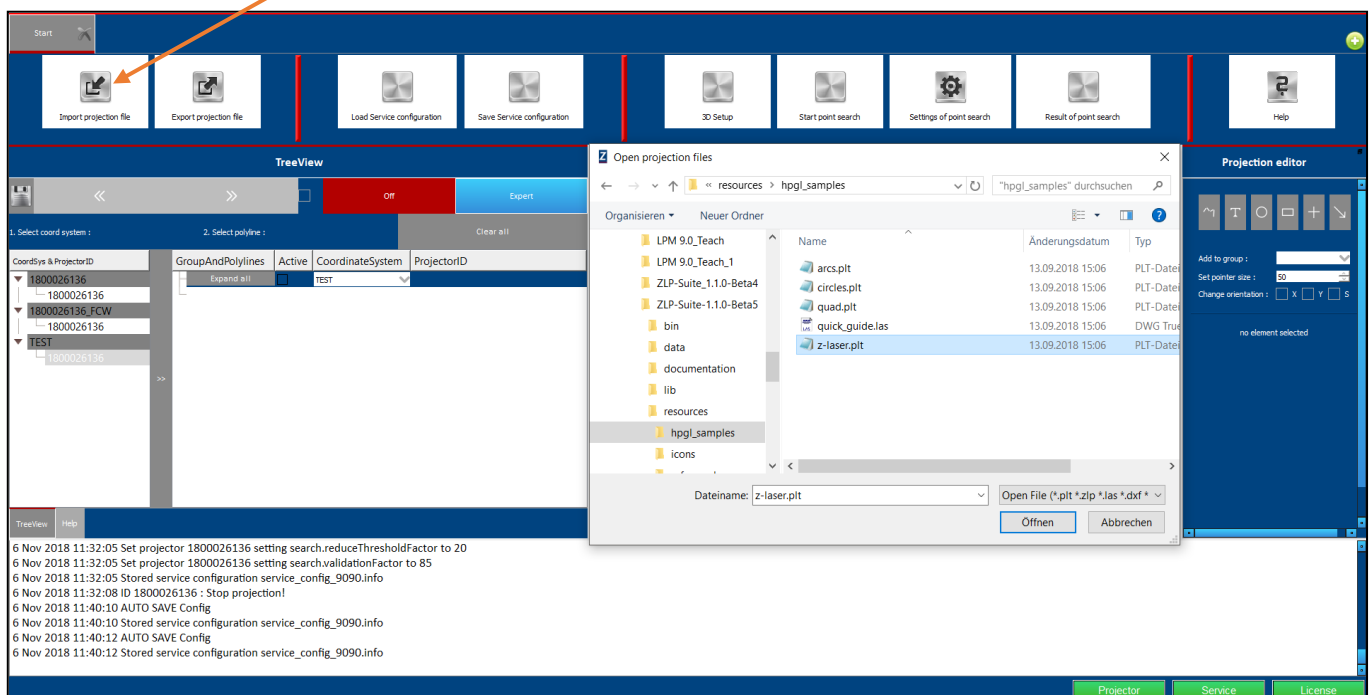 Start
Import projection file
Export projection file
Load Service configuration
Save Service configuration
3D Setup
Start point search
Settings of point search
Result of point search
Help
TreeView
Off
Expert
1. Select coord system :
2. Select polyline :
Clear all
CoordSys & ProjectorID
1800026136
1800026136
1800026136_FCW
1800026136
TEST
1800026136
>>
GroupAndPolylines Active CoordinateSystem ProjectorID
Expand all
TEST
Z Open projection files
« resources > hpgl_samples
"hpgl_samples" durchsuchen
Organisieren
Neuer Ordner
LPM 9.0_Teach
LPM 9.0_Teach_1
ZLP-Suite_1.1.0-Beta4
ZLP-Suite_1.1.0-Beta5
bin
data
documentation
lib
resources
hpgl_samples
icons
Name Änderungsdatum Typ
arcs.plt 13.09.2018 15:06 PLT-Datei
circles.plt 13.09.2018 15:06 PLT-Datei
quad.plt 13.09.2018 15:06 PLT-Datei
quick_guide.las 13.09.2018 15:06 DWG True
z-laser.plt 13.09.2018 15:06 PLT-Datei
Dateiname: z-laser.plt
Open File (*.plt *.zlp *.las *.dxf *
Öffnen
Abbrechen
Projection editor
T
Add to group :
Set pointer size : 50
Change orientation : X Y S
no element selected
TreeView Help
6 Nov 2018 11:32:05 Set projector 1800026136 setting search.reduceThresholdFactor to 20
6 Nov 2018 11:32:05 Set projector 1800026136 setting search.validationFactor to 85
6 Nov 2018 11:32:05 Stored service configuration service_config_9090.info
6 Nov 2018 11:32:08 ID 1800026136 : Stop projection!
6 Nov 2018 11:40:10 AUTO SAVE Config
6 Nov 2018 11:40:10 Stored service configuration service_config_9090.info
6 Nov 2018 11:40:12 AUTO SAVE Config
6 Nov 2018 11:40:12 Stored service configuration service_config_9090.info
Projector
Service
License